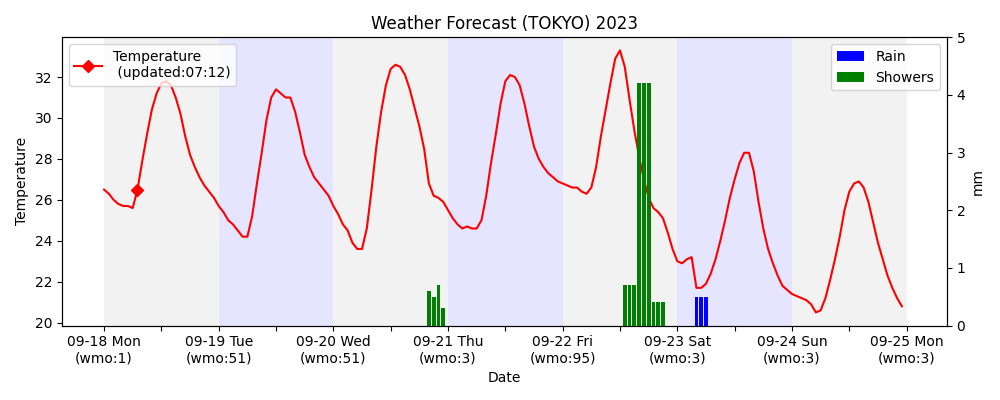 Weather Forecast (TOKYO) 2023
Temperature
(updated:07:12)
Rain
Showers
Temperature
32
30
28
26
24
22
20
5
4
3
2
1
0
mm
09-18 Mon 09-19 Tue 09-20 Wed 09-21 Thu 09-22 Fri 09-23 Sat 09-24 Sun 09-25 Mon
(wmo:1) (wmo:51) (wmo:51) (wmo:3) (wmo:95) (wmo:3) (wmo:3) (wmo:3)
Date